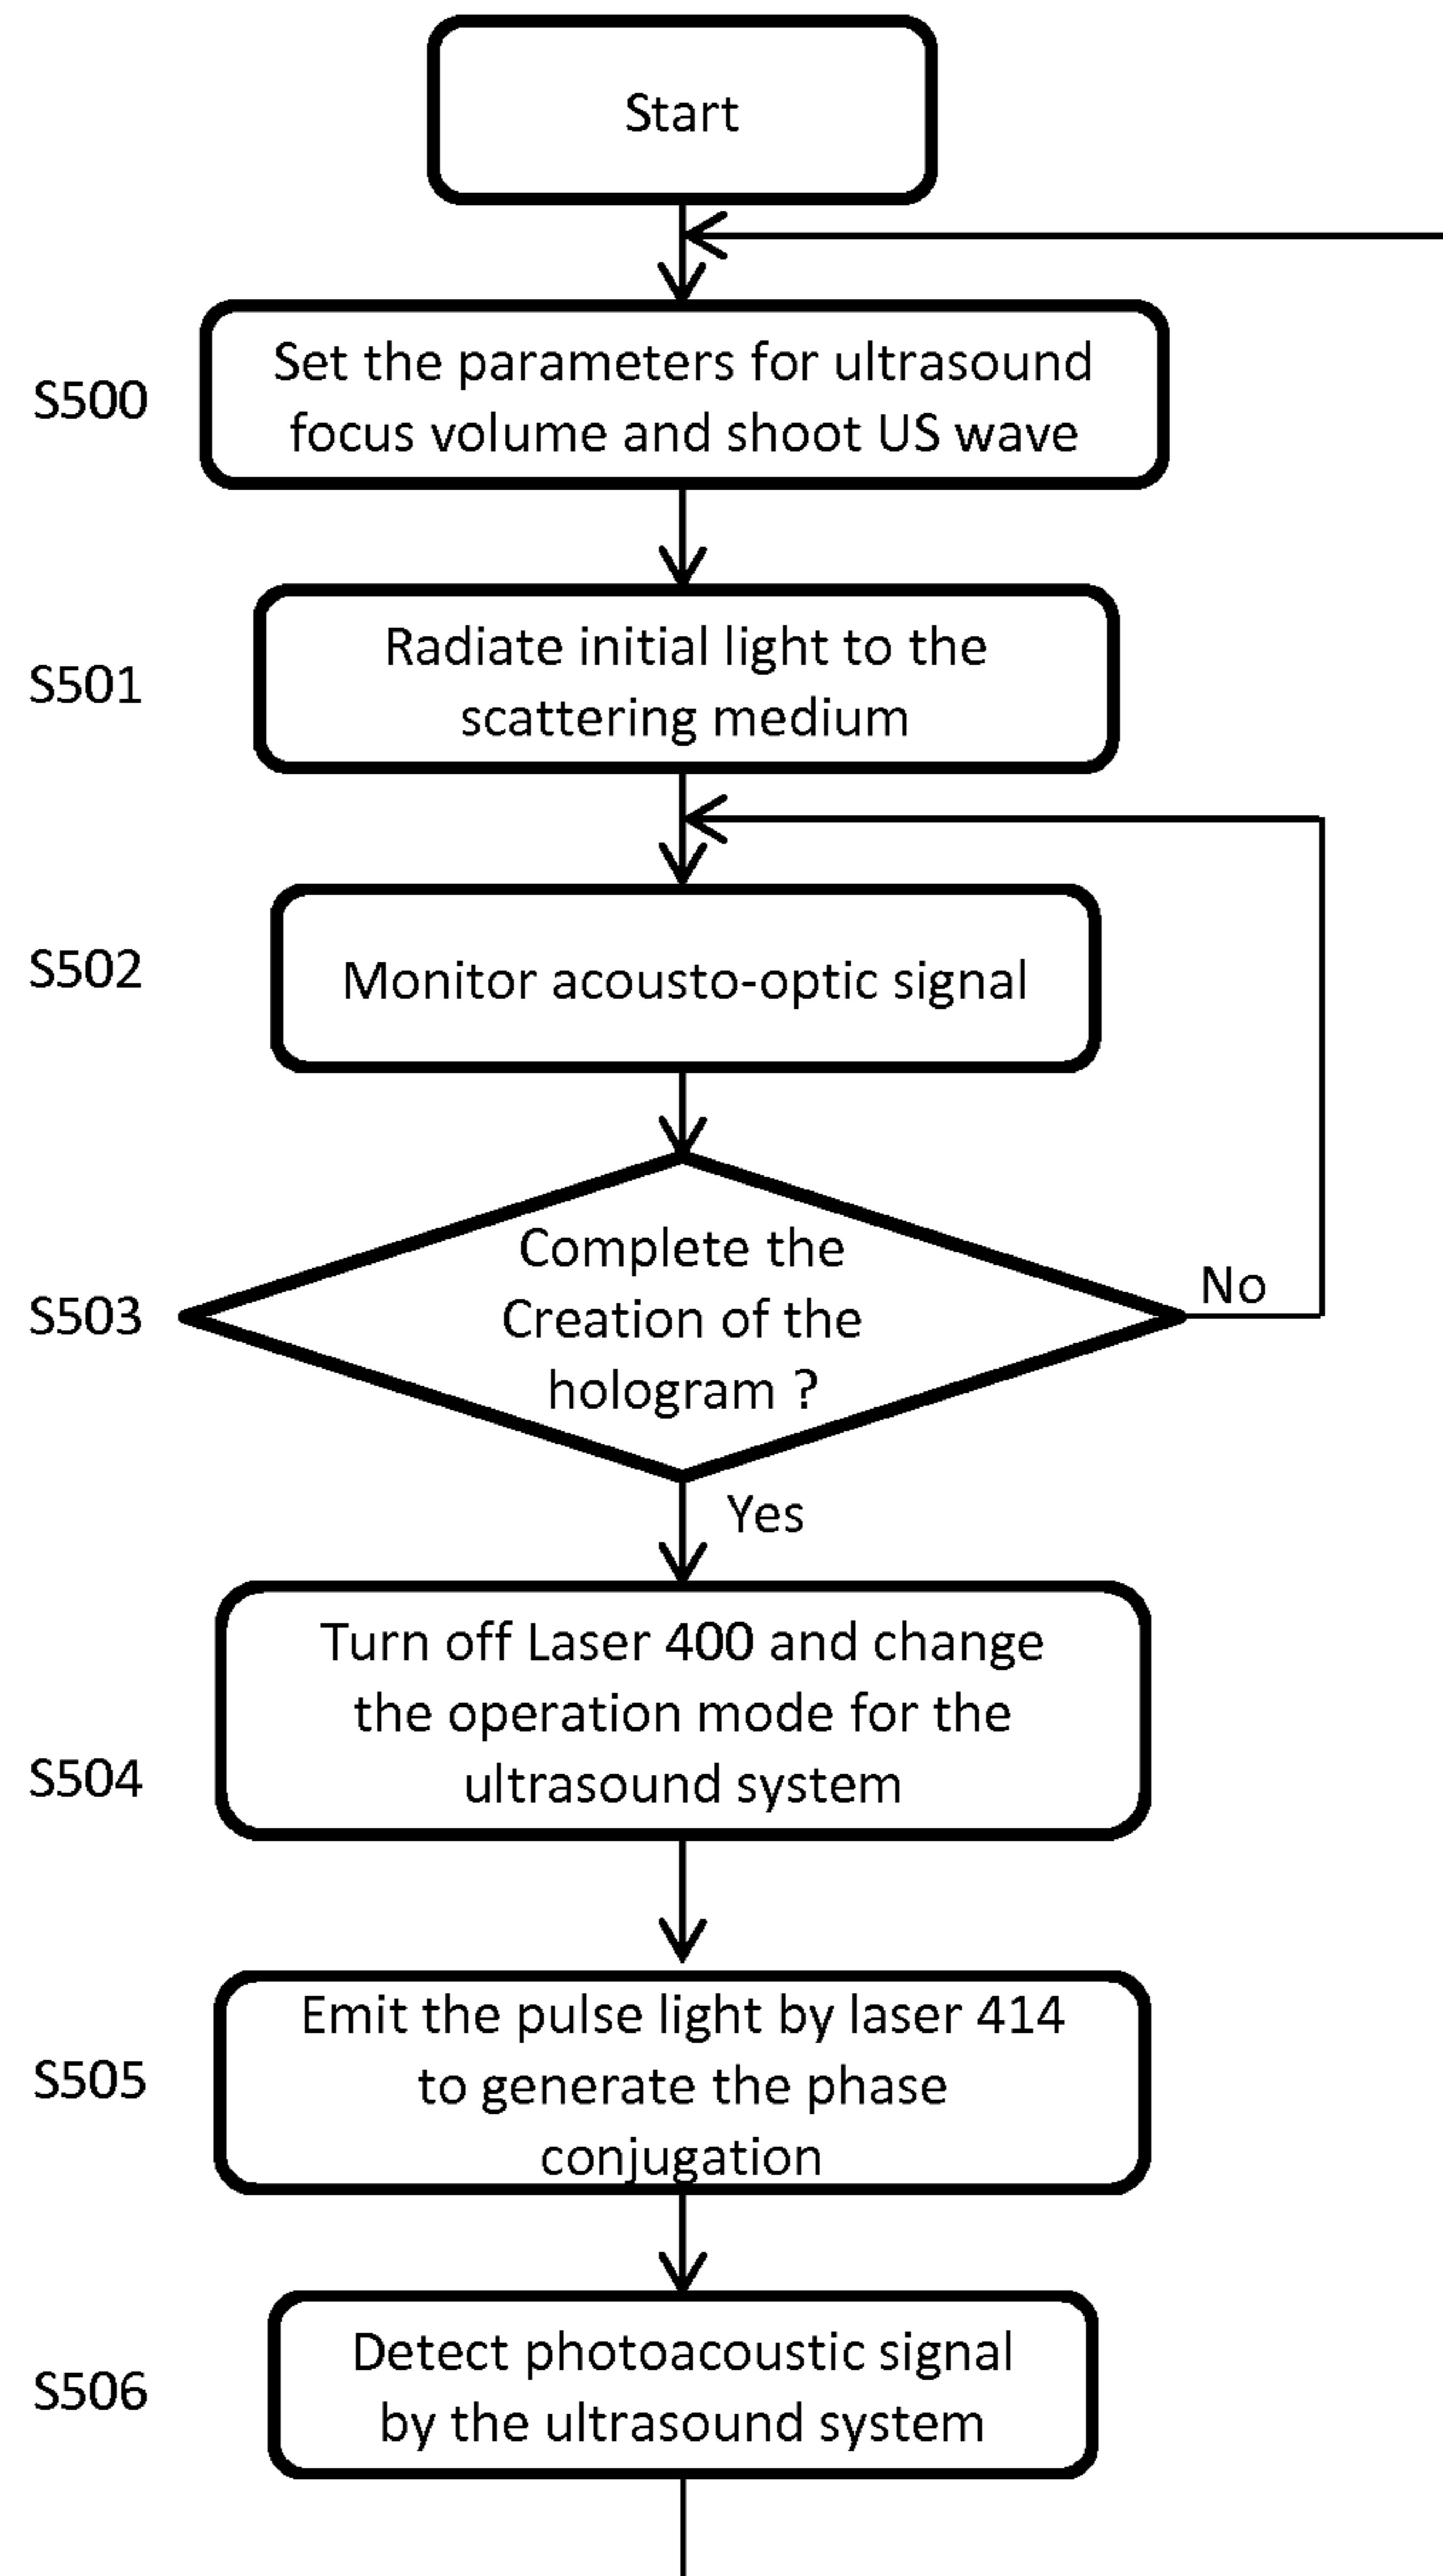 Start
S500
Set the parameters for ultrasound
focus volume and shoot US wave
S501
Radiate initial light to the
scattering medium
S502
Monitor acousto-optic signal
S503
Complete the
Creation of the
hologram ?
No
Yes
S504
Turn off Laser 400 and change
the operation mode for the
ultrasound system
S505
Emit the pulse light by laser 414
to generate the phase
conjugation
S506
Detect photoacoustic signal
by the ultrasound system